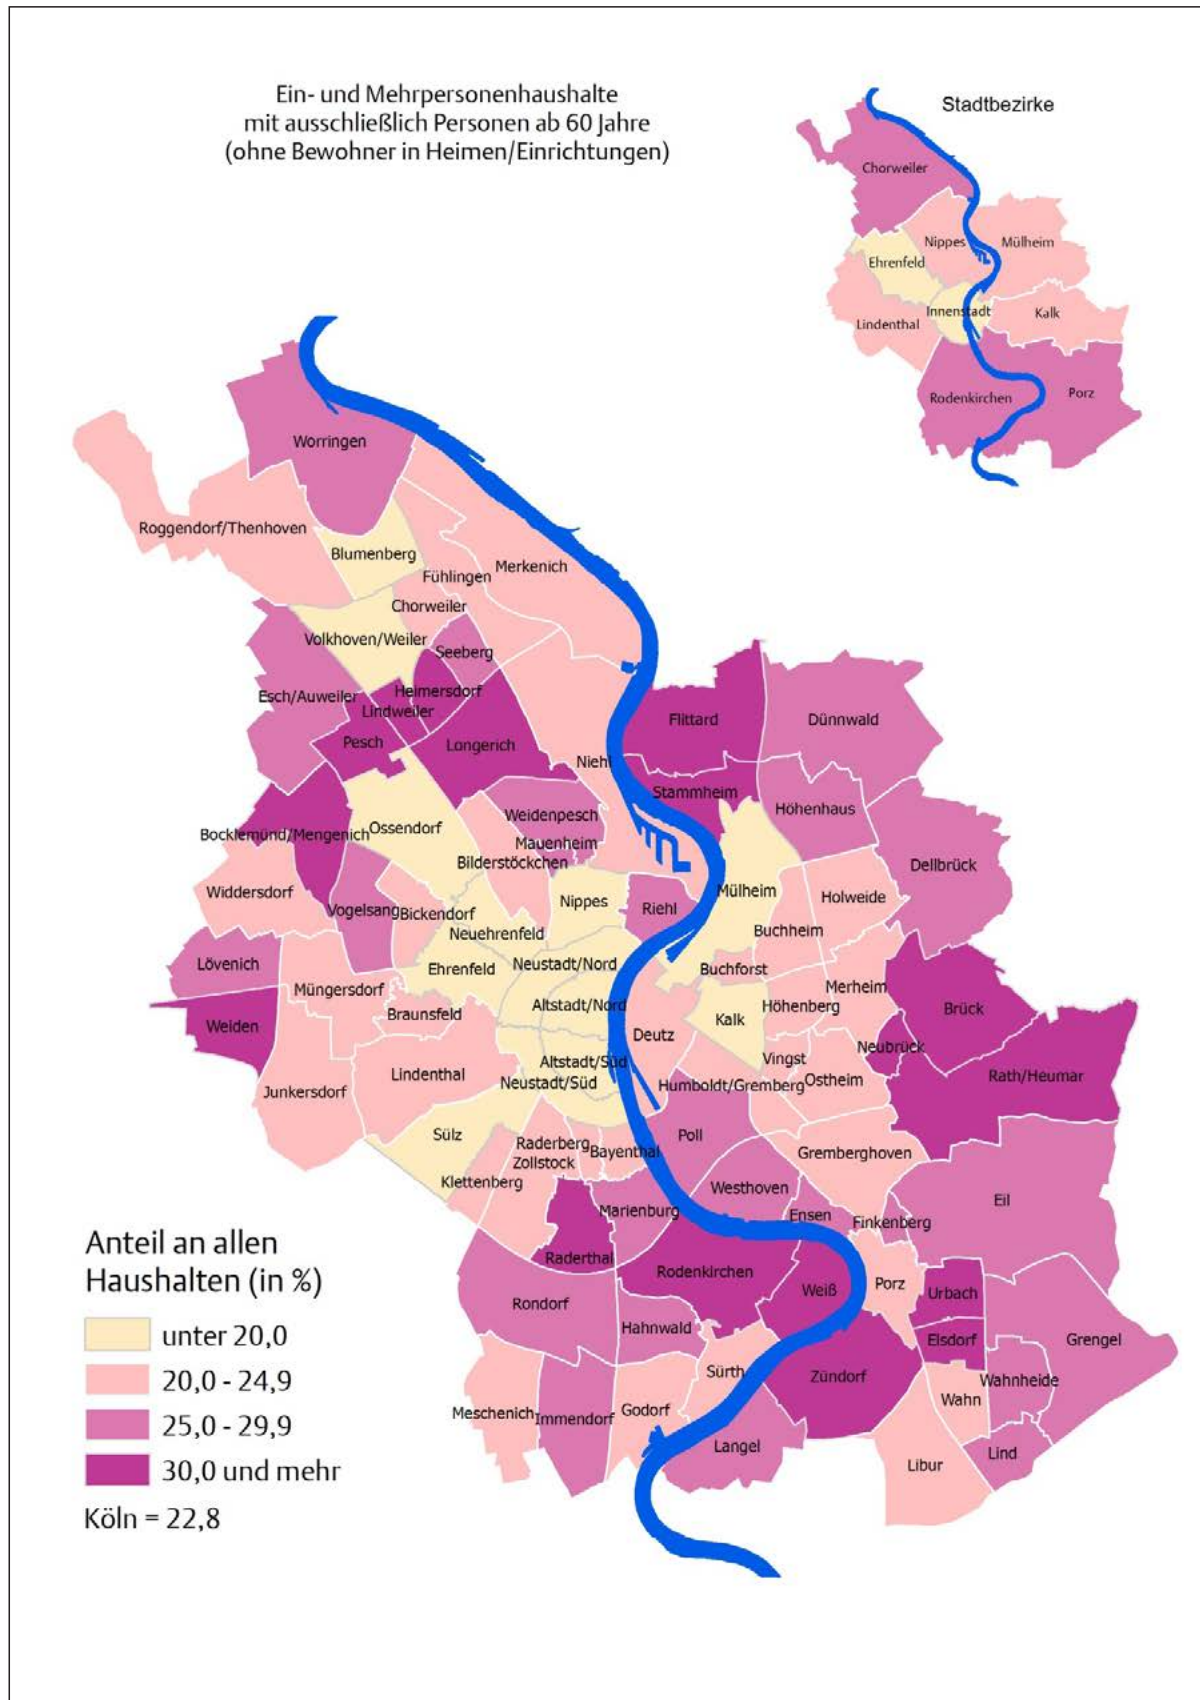 Ein- und Mehrpersonenhaushalte
mit ausschließlich Personen ab 60 Jahre
(ohne Bewohner in Heimen/Einrichtungen)
Stadtbezirke
Chorweiler
Nippes
Mülheim
Ehrenfeld
Innenstadt
Lindenthal
Kalk
Rodenkirchen
Porz
Worringen
Roggendorf/Thenhoven
Blumenberg
Merkenich
Fühlingen
Chorweiler
Volkhoven/Weiler
Seeberg
Esch/Auweiler
Heimersdorf
Lindweiler
Pesch
Longerich
Flittard
Dünnwald
Niehl
Stammheim
Höhenhaus
Weidenpesch
Bocklemünd/Mengenich
Ossendorf
Mauenheim
Bilderstöckchen
Dellbrück
Widdersdorf
Mülheim
Holweide
Vogelsang
Bickendorf
Nippes
Riehl
Neuehrenfeld
Buchheim
Lövenich
Ehrenfeld
Neustadt/Nord
Buchforst
Müngersdorf
Merheim
Altstadt/Nord
Höhenberg
Brück
Braunsfeld
Weiden
Kalk
Deutz
Neubrück
Vingst
Altstadt/Süd
Lindenthal
Rath/Heumar
Neustadt/Süd
Humboldt/Gremberg
Ostheim
Junkersdorf
Sülz
Poll
Raderberg
Bayenthal
Gremberghoven
Zollstock
Klettenberg
Westhoven
Eil
Marienburg
Ensen
Finkenberg
Raderthal
Rodenkirchen
Weiß
Porz
Urbach
Rondorf
Hahnwald
Elsdorf
Grengel
Sürth
Zündorf
Wahnheide
Wahn
Meschenich
Immendorf
Godorf
Langel
Lind
Libur
Anteil an allen
Haushalten (in %)
unter 20,0
20,0 - 24,9
25,0 - 29,9
30,0 und mehr
Köln = 22,8